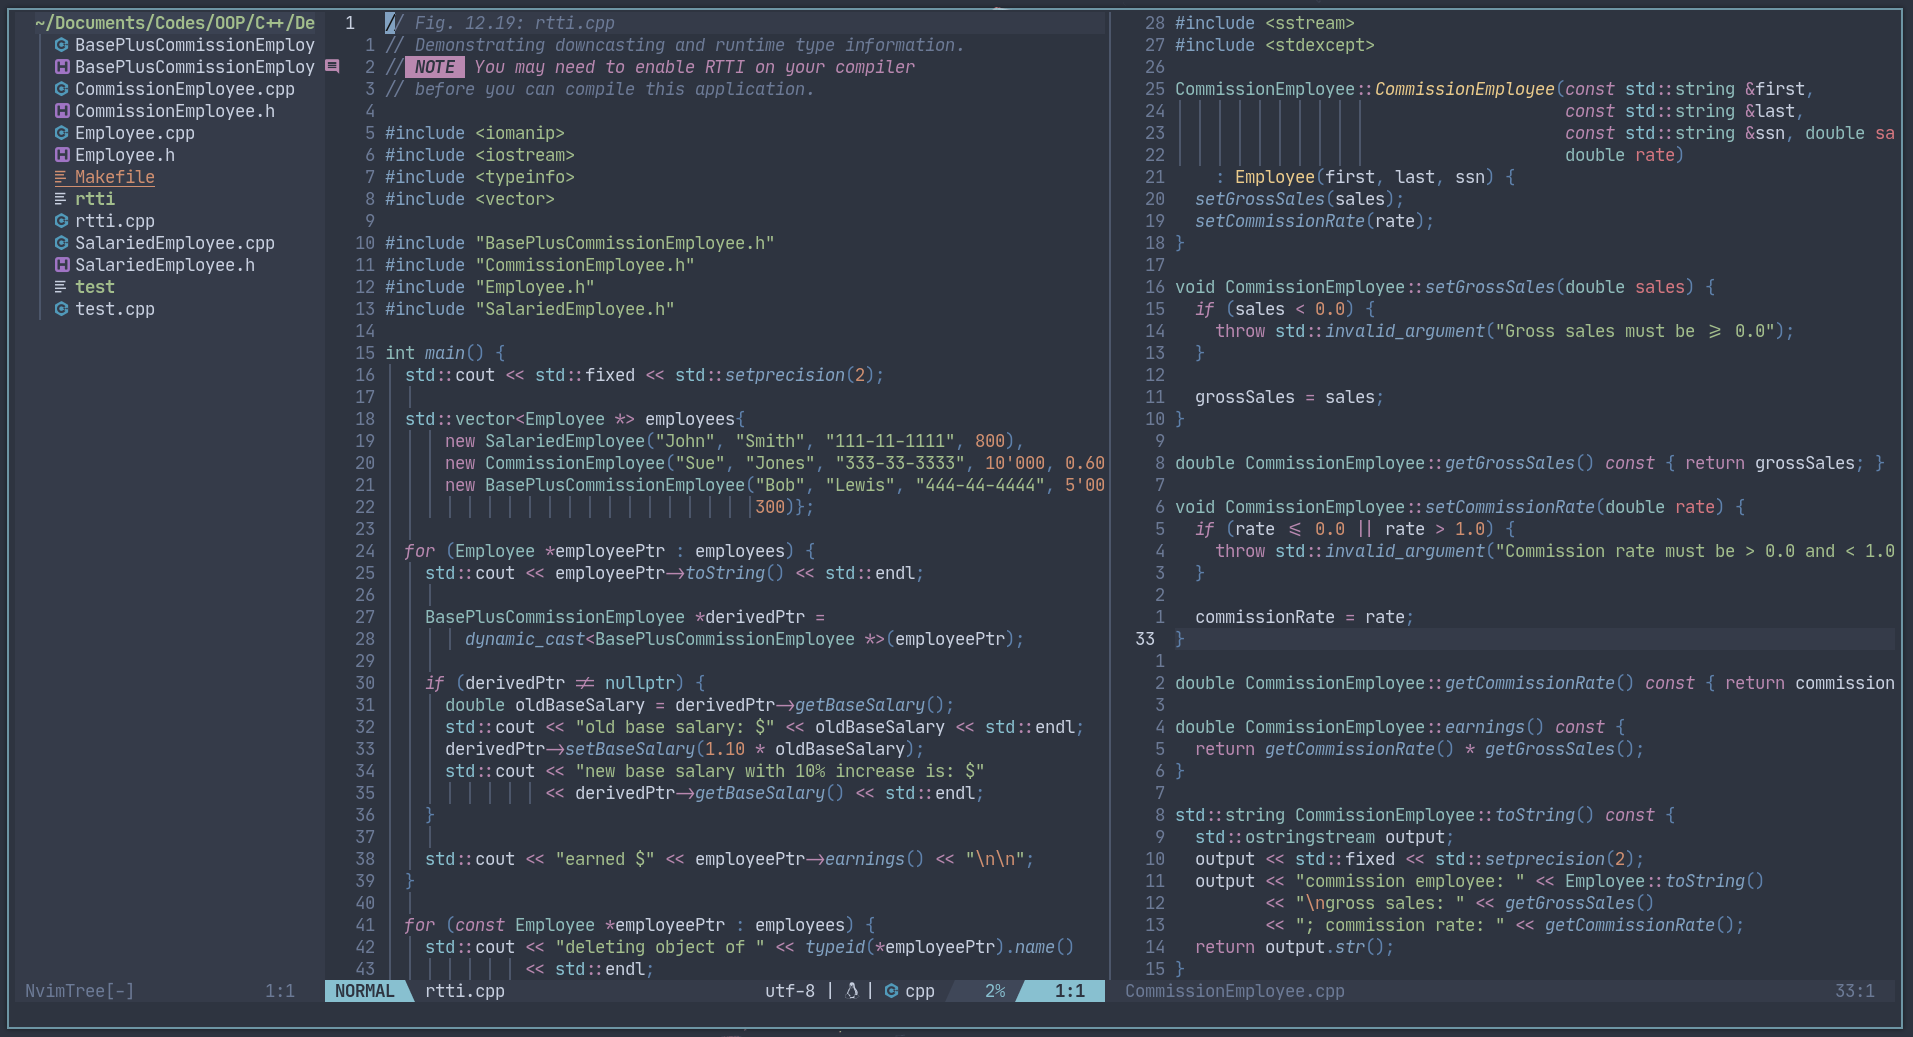 ~/Documents/Codes/OOP/C++/De
BasePlusCommissionEmploy
BasePlusCommissionEmploy
CommissionEmployee.cpp
CommissionEmployee.h
Employee.cpp
Employee.h
Makefile
rtti
rtti.cpp
SalariedEmployee.cpp
SalariedEmployee.h
test
test.cpp
NvimTree[-] 1:1
1 // Fig. 12.19: rtti.cpp
1 // Demonstrating downcasting and runtime type information.
2 // NOTE You may need to enable RTTI on your compiler
3 // before you can compile this application.
4
5 #include <iomanip>
6 #include <iostream>
7 #include <typeinfo>
8 #include <vector>
9
10 #include "BasePlusCommissionEmployee.h"
11 #include "CommissionEmployee.h"
12 #include "Employee.h"
13 #include "SalariedEmployee.h"
14
15 int main() {
16 std::cout << std::fixed << std::setprecision(2);
17
18 std::vector<Employee *> employees{
19 new SalariedEmployee("John", "Smith", "111-11-1111", 800),
20 new CommissionEmployee("Sue", "Jones", "333-33-3333", 10'000, 0.60
21 new BasePlusCommissionEmployee("Bob", "Lewis", "444-44-4444", 5'00
22 300)};
23
24 for (Employee *employeePtr : employees) {
25 std::cout << employeePtr->toString() << std::endl;
26
27 BasePlusCommissionEmployee *derivedPtr =
28 dynamic_cast<BasePlusCommissionEmployee *>(employeePtr);
29
30 if (derivedPtr != nullptr) {
31 double oldBaseSalary = derivedPtr->getBaseSalary();
32 std::cout << "old base salary: $" << oldBaseSalary << std::endl;
33 derivedPtr->setBaseSalary(1.10 * oldBaseSalary);
34 std::cout << "new base salary with 10% increase is: $"
35 << derivedPtr->getBaseSalary() << std::endl;
36 }
37
38 std::cout << "earned $" << employeePtr->earnings() << "\n\n";
39 }
40
41 for (const Employee *employeePtr : employees) {
42 std::cout << "deleting object of " << typeid(*employeePtr).name()
43 << std::endl;
NORMAL rtti.cpp utf-8 | | cpp 2% 1:1
28 #include <sstream>
27 #include <stdexcept>
26
25 CommissionEmployee::CommissionEmployee(const std::string &first,
24 const std::string &last,
23 const std::string &ssn, double sa
22 double rate)
21 : Employee(first, last, ssn) {
20 setGrossSales(sales);
19 setCommissionRate(rate);
18 }
17
16 void CommissionEmployee::setGrossSales(double sales) {
15 if (sales < 0.0) {
14 throw std::invalid_argument("Gross sales must be >= 0.0");
13 }
12
11 grossSales = sales;
10 }
9
8 double CommissionEmployee::getGrossSales() const { return grossSales; }
7
6 void CommissionEmployee::setCommissionRate(double rate) {
5 if (rate <= 0.0 || rate > 1.0) {
4 throw std::invalid_argument("Commission rate must be > 0.0 and < 1.0
3 }
2
1 commissionRate = rate;
33 }
1
2 double CommissionEmployee::getCommissionRate() const { return commission
3
4 double CommissionEmployee::earnings() const {
5 return getCommissionRate() * getGrossSales();
6 }
7
8 std::string CommissionEmployee::toString() const {
9 std::ostringstream output;
10 output << std::fixed << std::setprecision(2);
11 output << "commission employee: " << Employee::toString()
12 << "\ngross sales: " << getGrossSales()
13 << "; commission rate: " << getCommissionRate();
14 return output.str();
15 }
CommissionEmployee.cpp 33:1